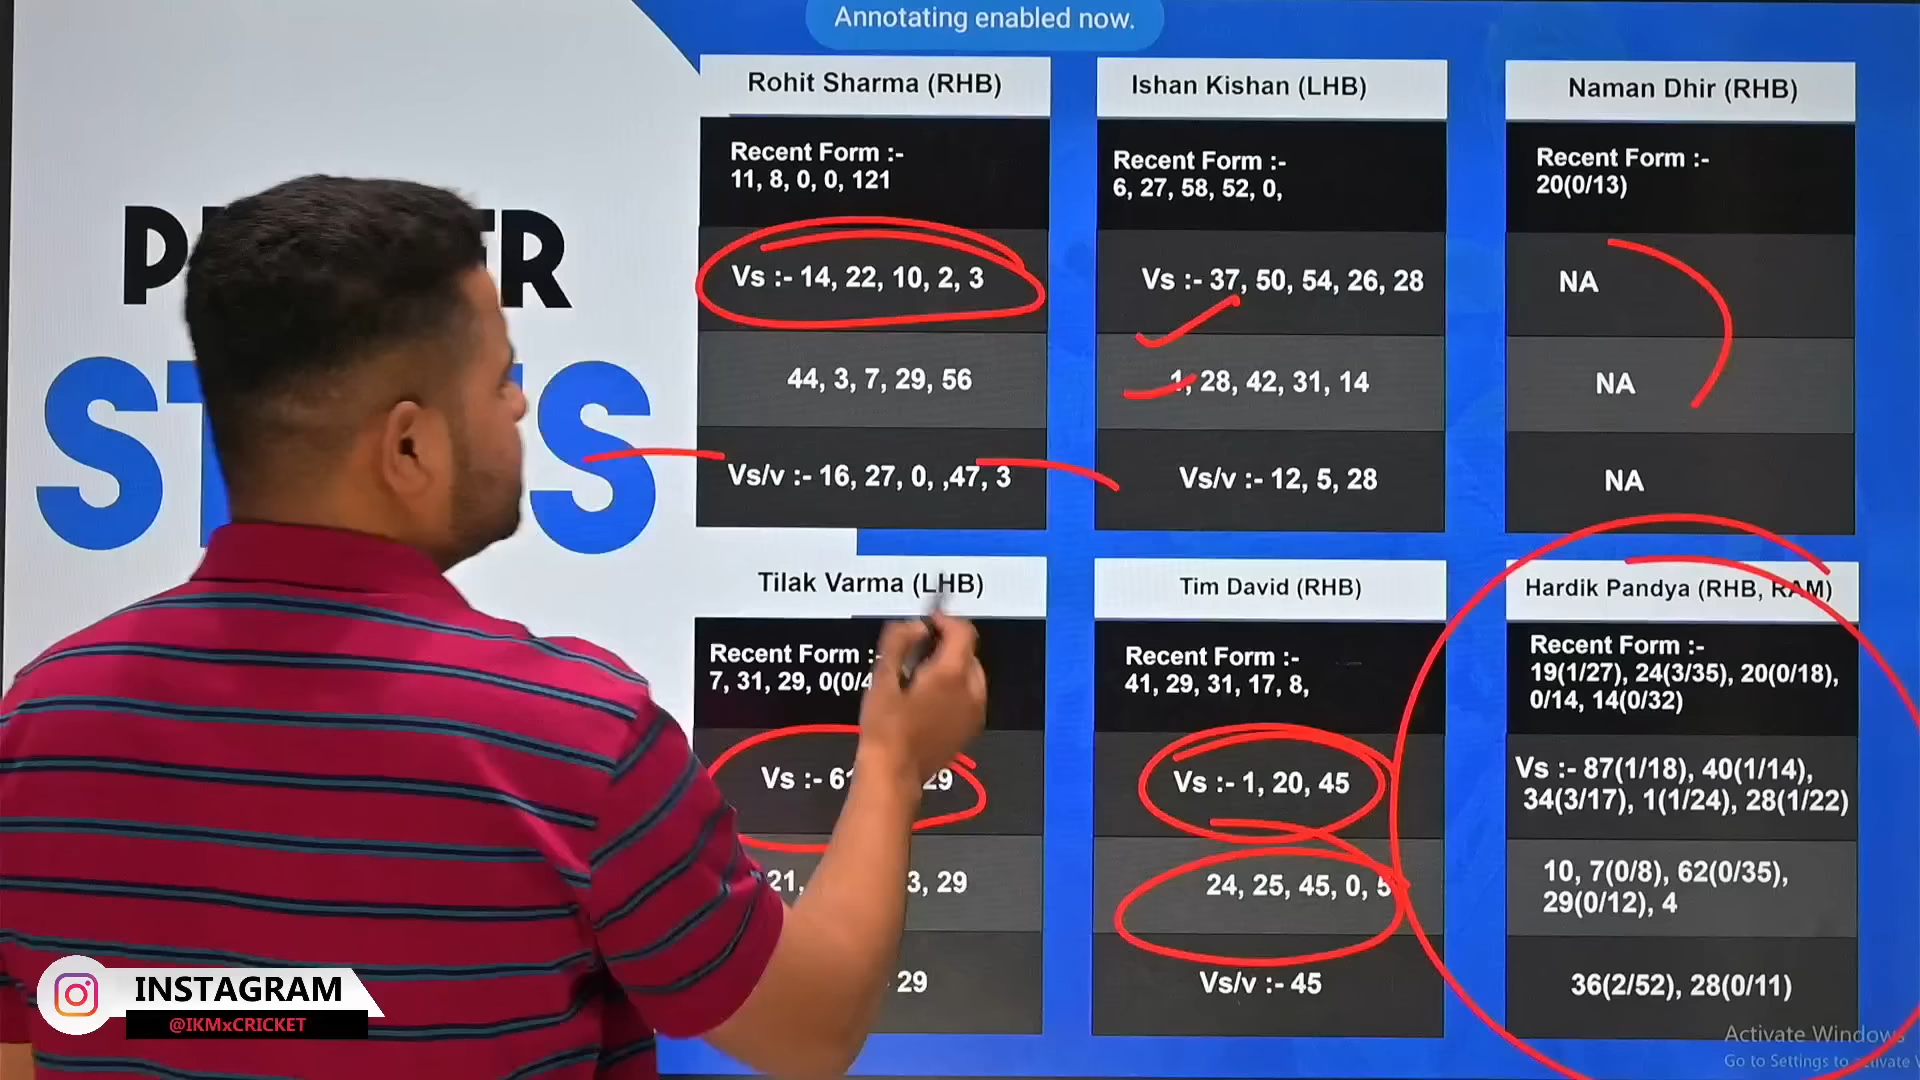 Annotating enabled now.
Rohit Sharma (RHB)
Recent Form :-
11, 8, 0, 0, 121
Vs :- 14, 22, 10, 2, 3
44, 3, 7, 29, 56
Vs/v :- 16, 27, 0, ,47, 3
Ishan Kishan (LHB)
Recent Form :-
6, 27, 58, 52, 0,
Vs :- 37, 50, 54, 26, 28
1, 28, 42, 31, 14
Vs/v :- 12, 5, 28
Naman Dhir (RHB)
Recent Form :-
20(0/13)
NA
NA
NA
Tilak Varma (LHB)
Recent Form :-
7, 31, 29,
Vs :- 29
21, 29
29
Tim David (RHB)
Recent Form :-
41, 29, 31, 17, 8,
Vs :- 1, 20, 45
24, 25, 45, 0, 5
Vs/v :- 45
Hardik Pandya (RHB, RAM)
Recent Form :-
19(1/27), 24(3/35), 20(0/18),
0/14, 14(0/32)
Vs :- 87(1/18), 40(1/14),
34(3/17), 1(1/24), 28(1/22)
10, 7(0/8), 62(0/35),
29(0/12), 4
36(2/52), 28(0/11)
INSTAGRAM
@IKMxCRICKET
Activate Windows
Go to Settings to activate